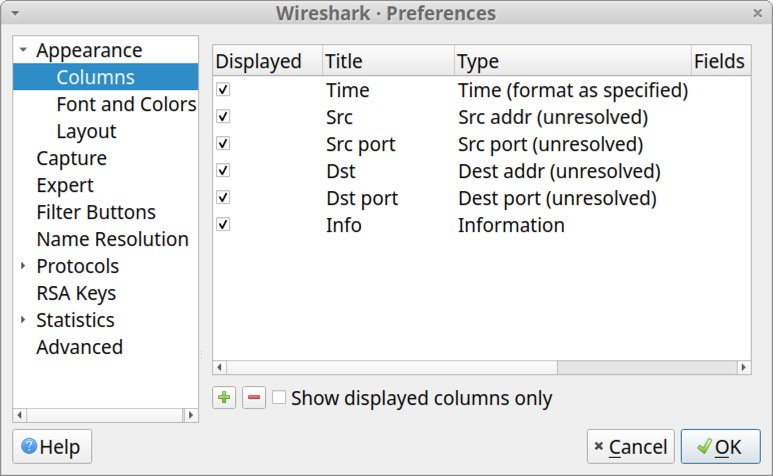 Wireshark · Preferences
Appearance
Columns
Font and Colors
Layout
Capture
Expert
Filter Buttons
Name Resolution
Protocols
RSA Keys
Statistics
Advanced
Displayed Title Type Fields
Time Time (format as specified)
Src Src addr (unresolved)
Src port Src port (unresolved)
Dst Dest addr (unresolved)
Dst port Dest port (unresolved)
Info Information
Show displayed columns only
Help Cancel OK